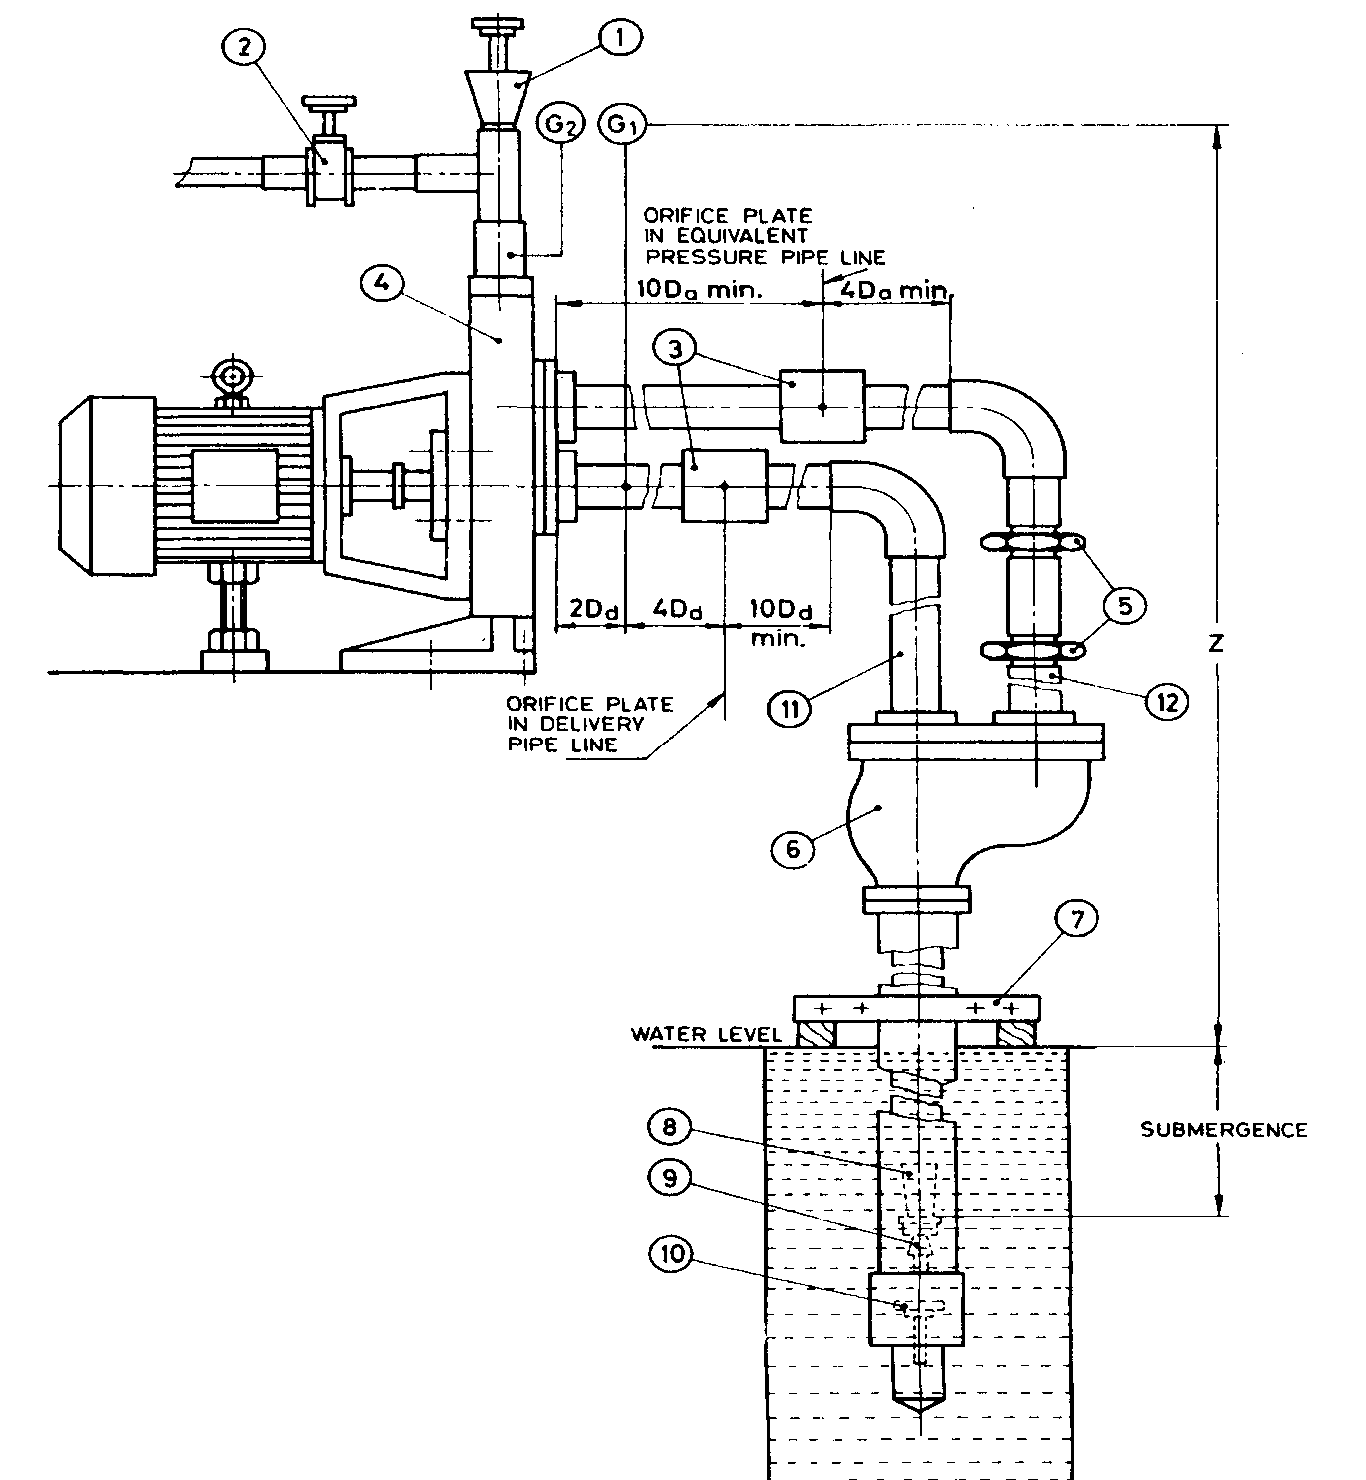 1
2
G2 G1
ORIFICE PLATE
IN EQUIVALENT
PRESSURE PIPE LINE
4
10Da min. 4Da min.
3
5
2Dd 4Dd 10Dd
min.
Z
ORIFICE PLATE
IN DELIVERY
PIPE LINE
11
12
6
7
WATER LEVEL
8
SUBMERGENCE
9
10